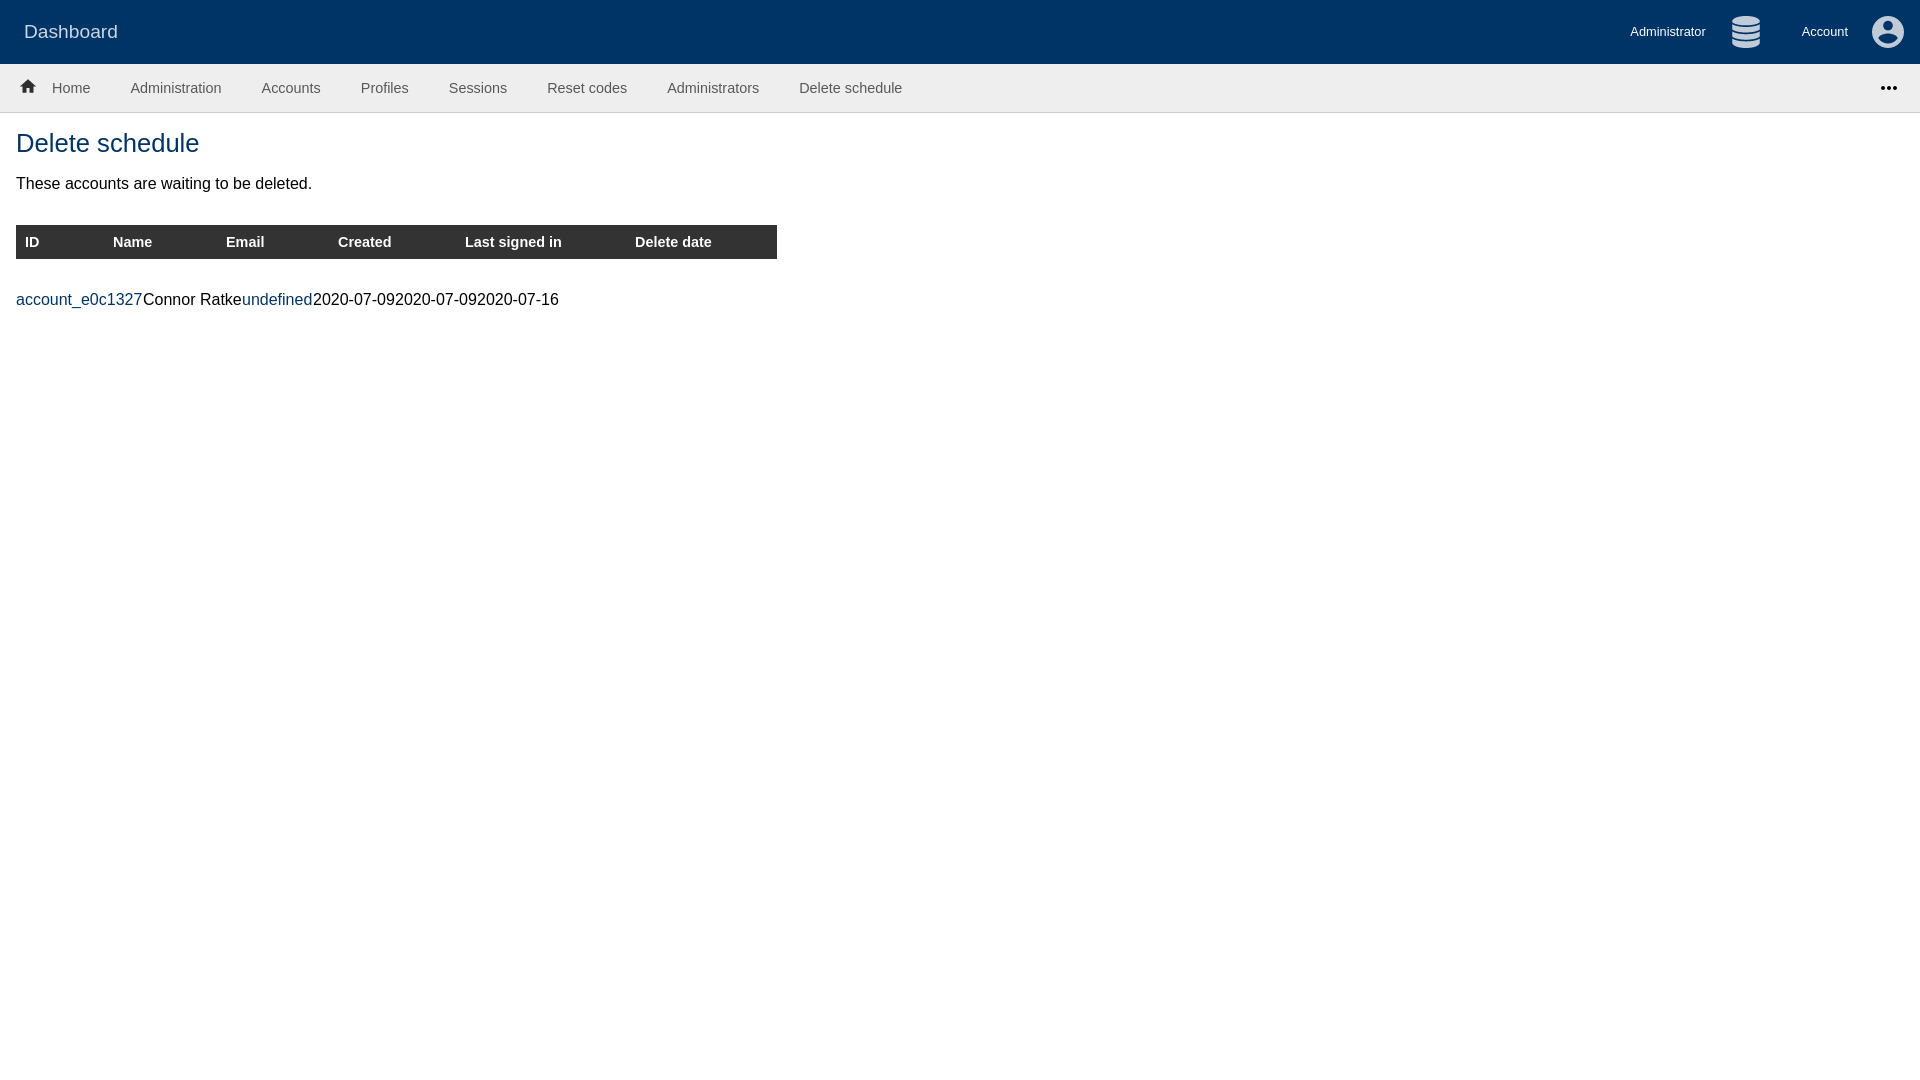 Dashboard Administrator Account
Home Administration Accounts Profiles Sessions Reset codes Administrators Delete schedule
Delete schedule
These accounts are waiting to be deleted.
ID Name Email Created Last signed in Delete date
account_e0c1327Connor Ratkeundefined2020-07-092020-07-092020-07-16